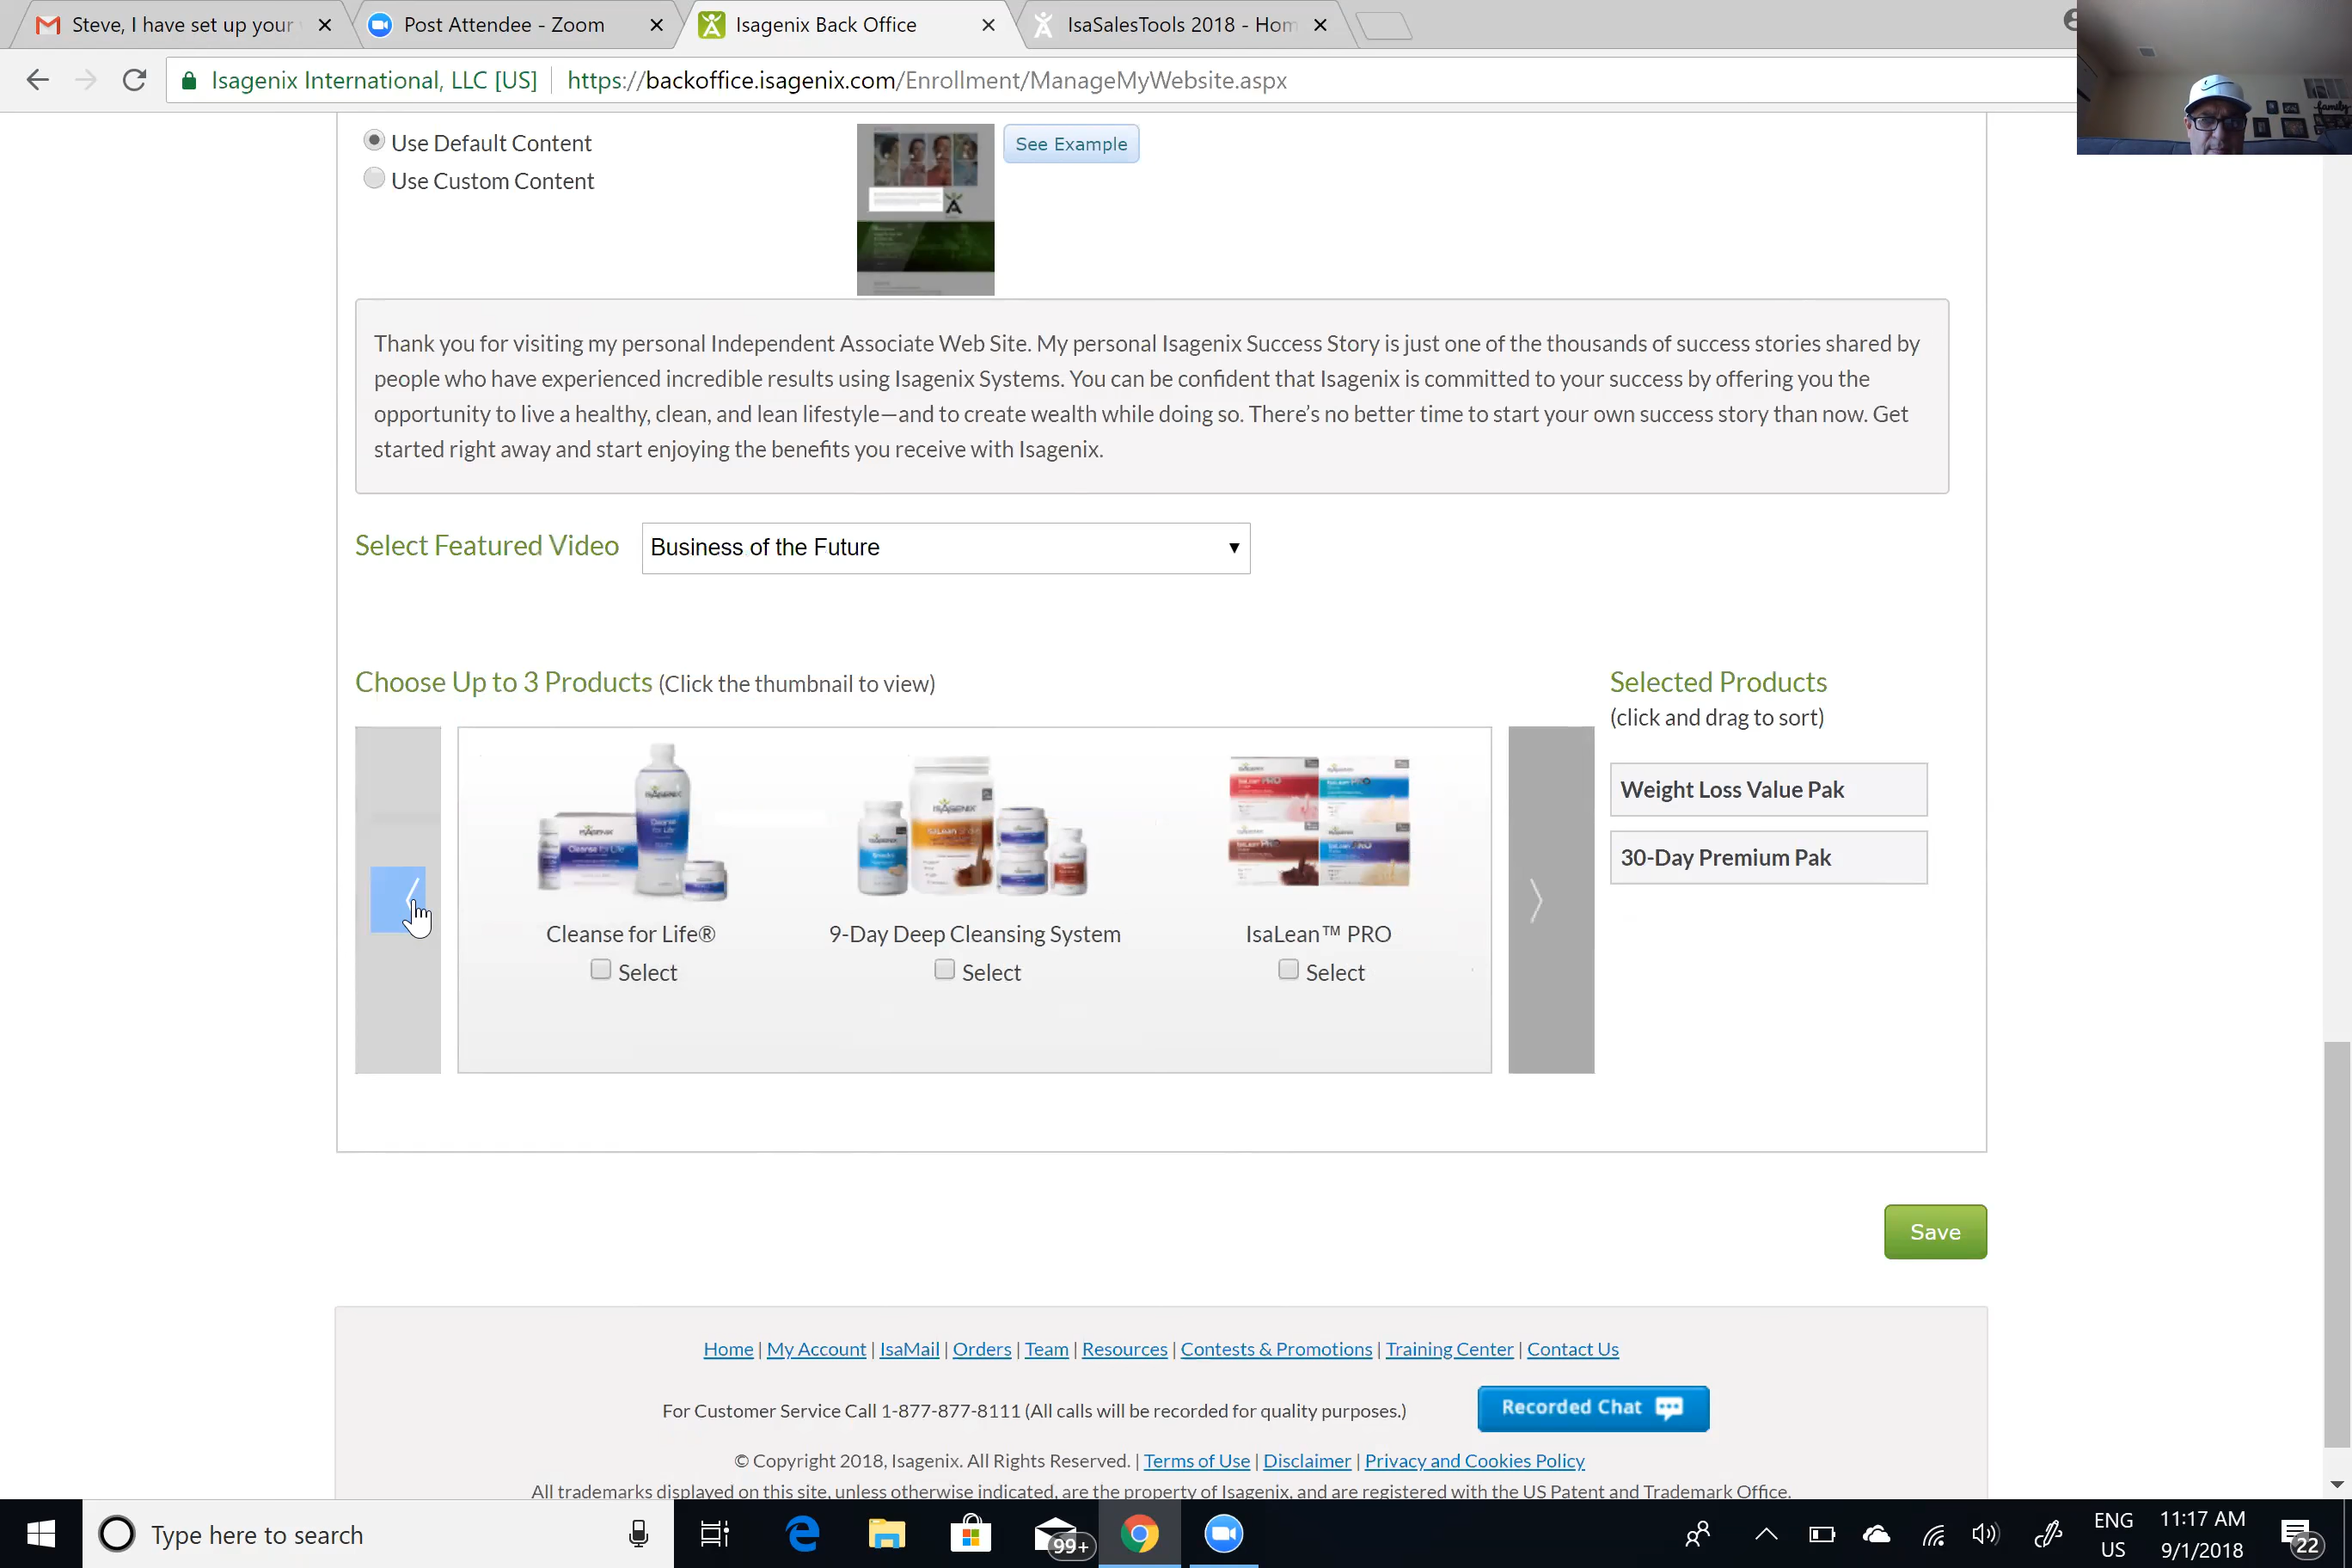 Steve, I have set up your
Post Attendee - Zoom
Isagenix Back Office
IsaSalesTools 2018 - Hom
Isagenix International, LLC [US]
https://backoffice.isagenix.com/Enrollment/ManageMyWebsite.aspx
family
Use Default Content
Use Custom Content
See Example
Thank you for visiting my personal Independent Associate Web Site. My personal Isagenix Success Story is just one of the thousands of success stories shared by
people who have experienced incredible results using Isagenix Systems. You can be confident that Isagenix is committed to your success by offering you the
opportunity to live a healthy, clean, and lean lifestyle—and to create wealth while doing so. There's no better time to start your own success story than now. Get
started right away and start enjoying the benefits you receive with Isagenix.
Select Featured Video
Business of the Future
Choose Up to 3 Products (Click the thumbnail to view)
Selected Products
(click and drag to sort)
Weight Loss Value Pak
30-Day Premium Pak
Cleanse for Life®
9-Day Deep Cleansing System
IsaLean™ PRO
Select
Select
Select
Save
Home | My Account | IsaMail | Orders | Team | Resources | Contests & Promotions | Training Center | Contact Us
For Customer Service Call 1-877-877-8111 (All calls will be recorded for quality purposes.)
Recorded Chat
© Copyright 2018, Isagenix. All Rights Reserved. | Terms of Use | Disclaimer | Privacy and Cookies Policy
All trademarks displayed on this site, unless otherwise indicated, are the property of Isagenix, and are registered with the US Patent and Trademark Office.
Type here to search
99+
ENG
US
11:17 AM
9/1/2018
22